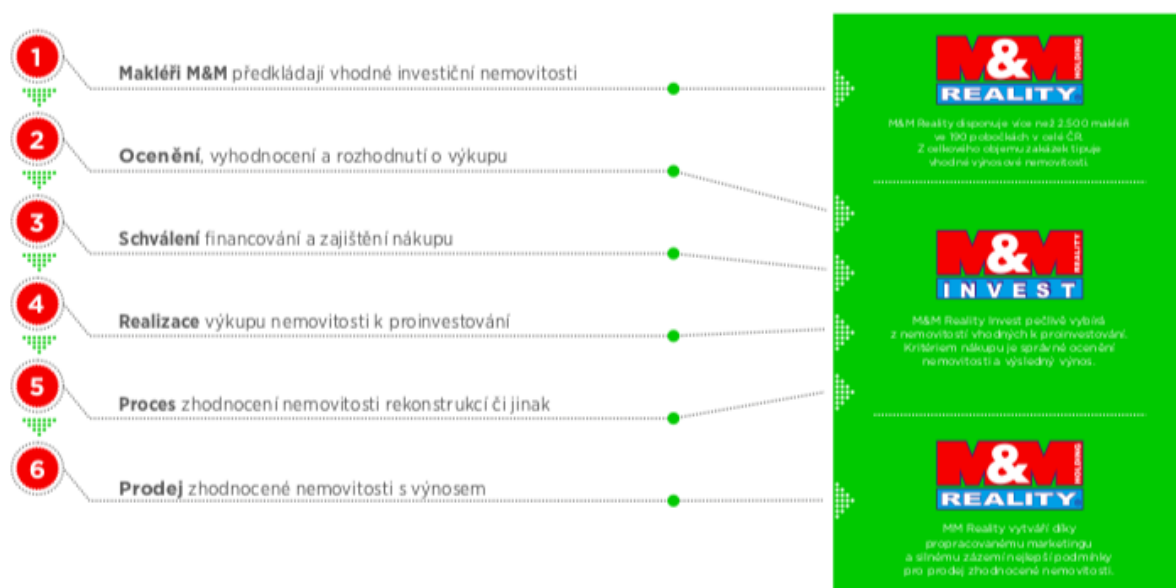 1
Makléři M&M předkládají vhodné investiční nemovitosti
2
Ocenění, vyhodnocení a rozhodnutí o výkupu
3
Schválení financování a zajištění nákupu
4
Realizace výkupu nemovitosti k proinvestování
5
Proces zhodnocení nemovitosti rekonstrukcí či jinak
6
Prodej zhodnocené nemovitosti s výnosem
M&M HOLDING
REALITY
M&M Reality disponuje více než 2.500 makléři
ve 190 pobočkách v celé ČR.
Z celkového objemu zakázek tipuje
vhodné výnosové nemovitosti.
M&M REALITY
INVEST
M&M Reality Invest pečlivě vybírá
z nemovitostí vhodných k proinvestování.
Kritériem nákupu je správné ocenění
nemovitosti a výsledný výnos.
M&M HOLDING
REALITY
MM Reality vytváří díky
propracovanému marketingu
a silnému zázemí nejlepší podmínky
pro prodej zhodnocené nemovitosti.